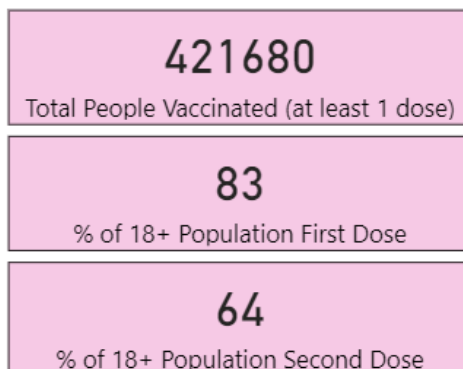 421680
Total People Vaccinated (at least 1 dose)
83
% of 18+ Population First Dose
64
% of 18+ Population Second Dose